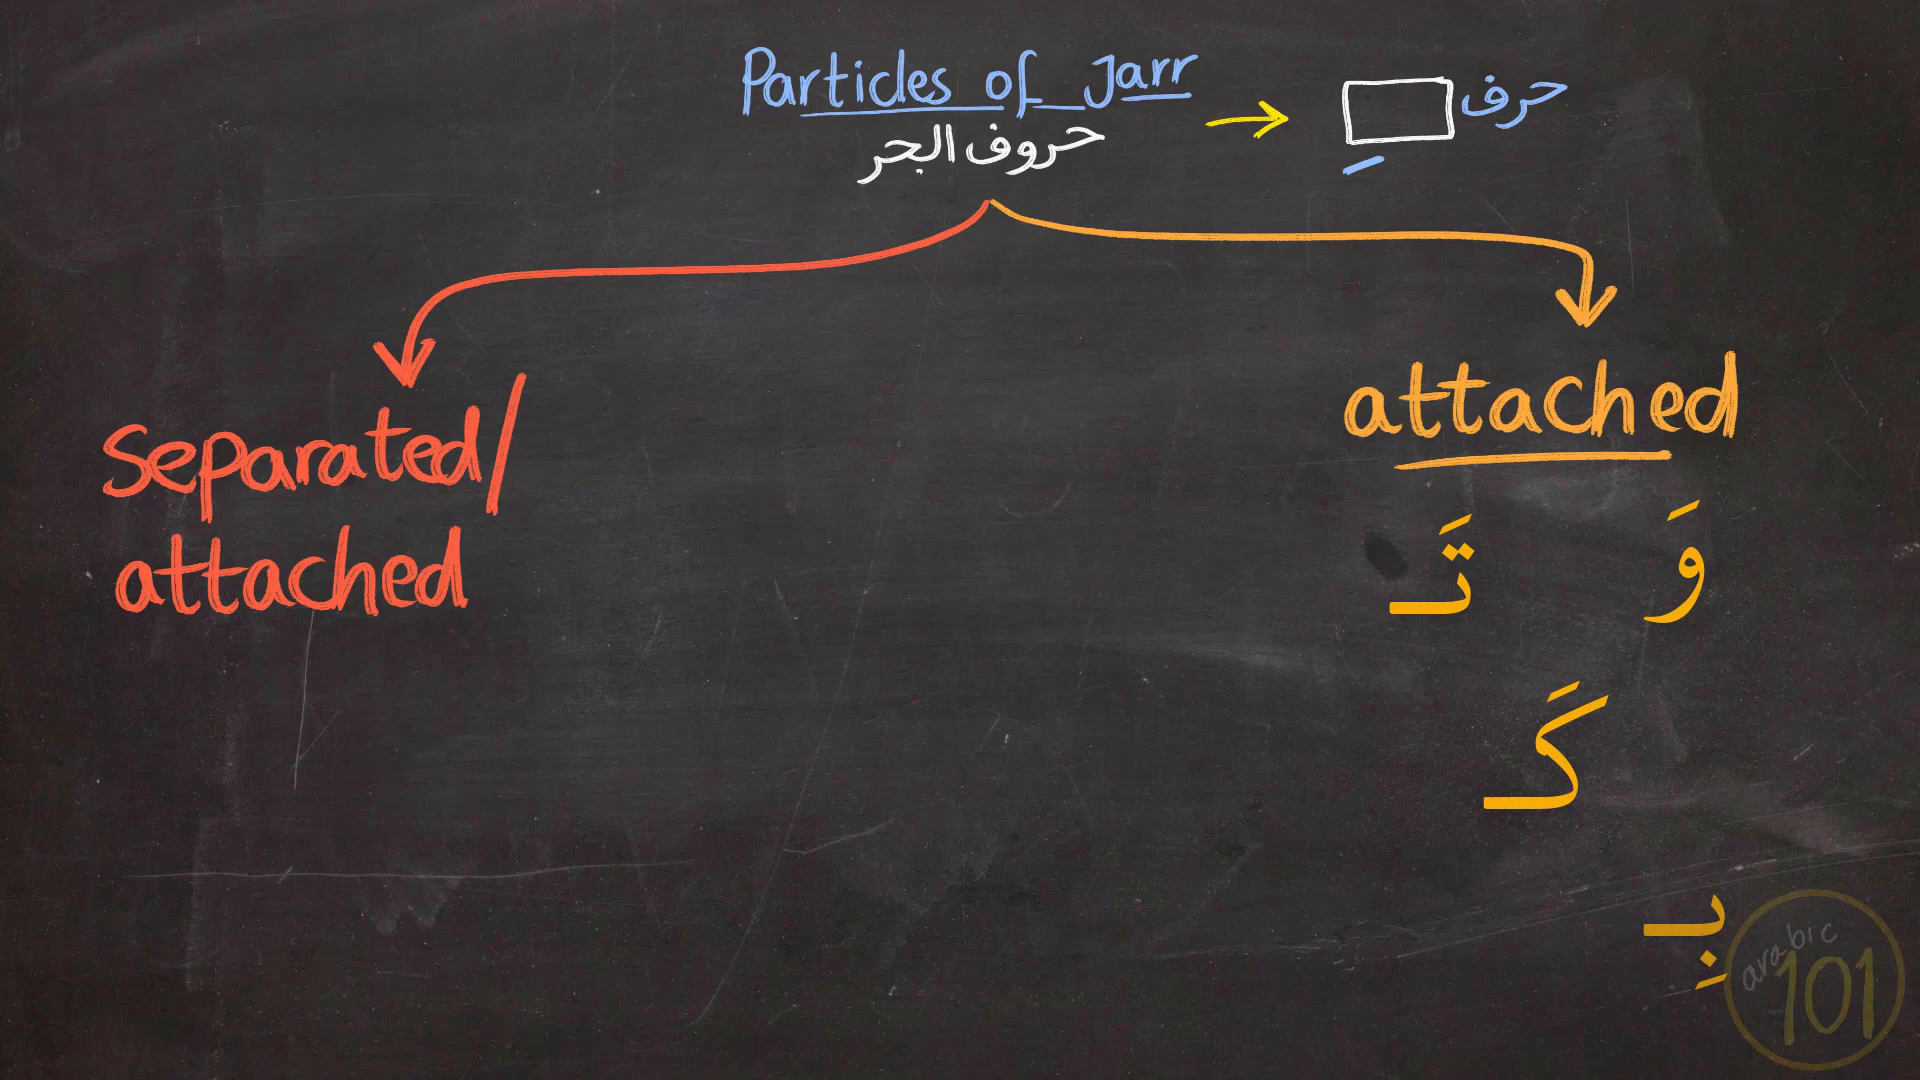 Particles of Jarr
حروف الجر
حرف
separated/
attached
attached
وَ تَـ
كَـ
بِـ
arabic
101